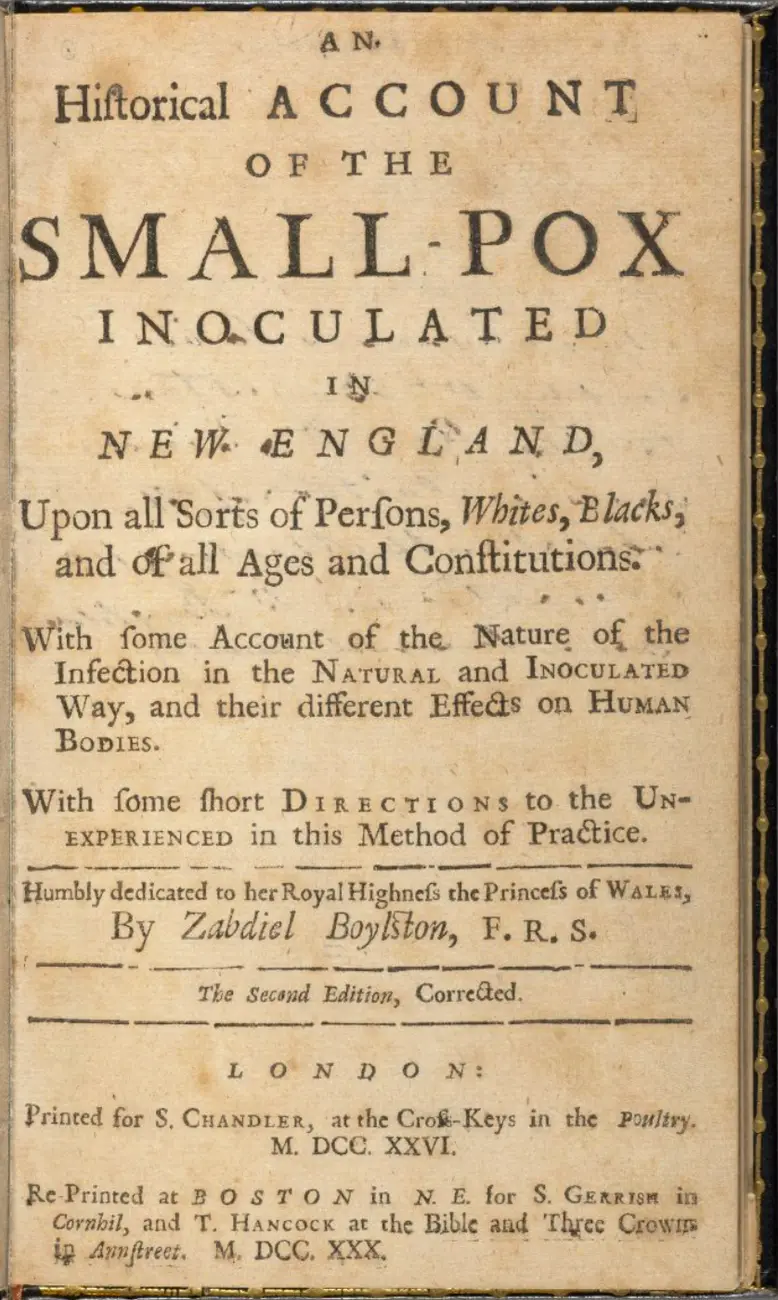 AN
Hiſtorical ACCOUNT
OF THE
SMALL-POX
INOCULATED
IN
NEW ENGLAND,
Upon all Sorts of Perſons, Whites, Blacks,
and of all Ages and Conſtitutions.
With ſome Account of the Nature of the
Infection in the NATURAL and INOCULATED
Way, and their different Effects on HUMAN
BODIES.
With ſome ſhort DIRECTIONS to the UN-
EXPERIENCED in this Method of Practice.
Humbly dedicated to her Royal Highneſs the Princeſs of WALES,
By Zabdiel Boylſton, F. R. S.
The Second Edition, Corrected.
LONDON:
Printed for S. CHANDLER, at the Croſs-Keys in the Poultry.
M. DCC. XXVI.
Re-Printed at BOSTON in N. E. for S. GERRISH in
Cornhil, and T. HANCOCK at the Bible and Three Crowns
in Annſtreet. M. DCC. XXX.